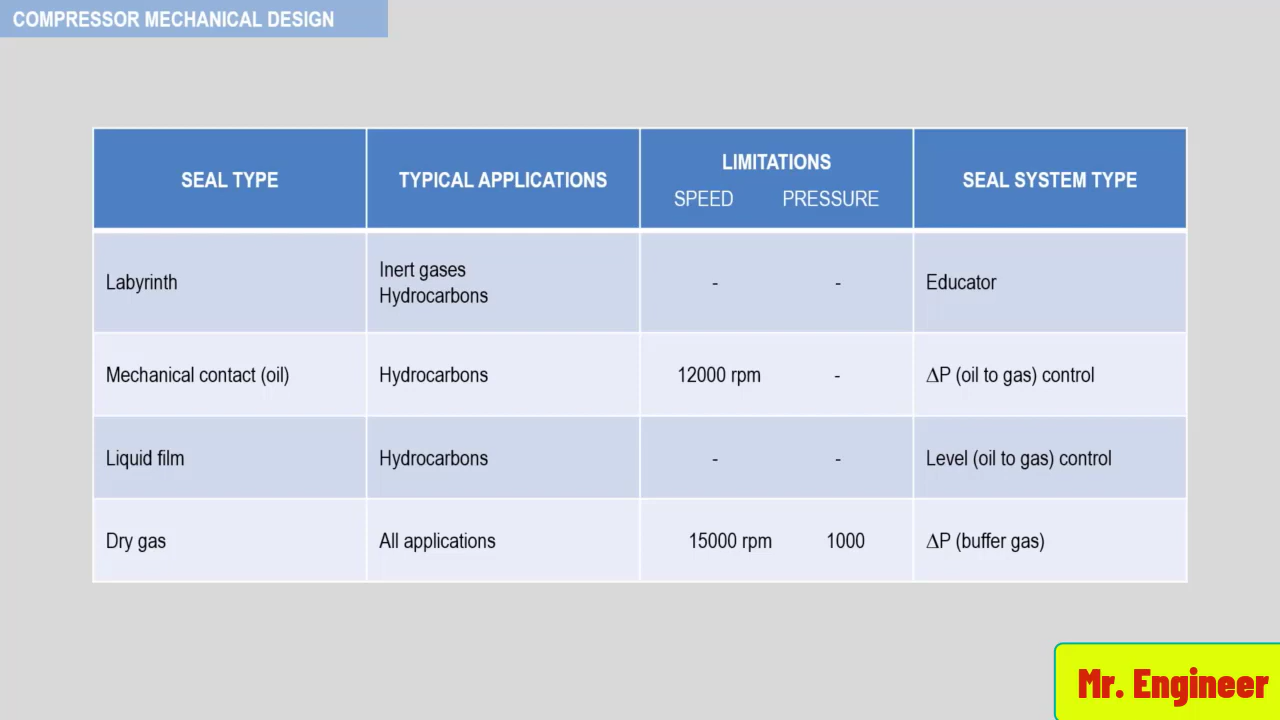 COMPRESSOR MECHANICAL DESIGN
SEAL TYPE
TYPICAL APPLICATIONS
LIMITATIONS
SPEED PRESSURE
SEAL SYSTEM TYPE
Labyrinth
Inert gases
Hydrocarbons
- -
Educator
Mechanical contact (oil)
Hydrocarbons
12000 rpm -
ΔP (oil to gas) control
Liquid film
Hydrocarbons
- -
Level (oil to gas) control
Dry gas
All applications
15000 rpm 1000
ΔP (buffer gas)
Mr. Engineer